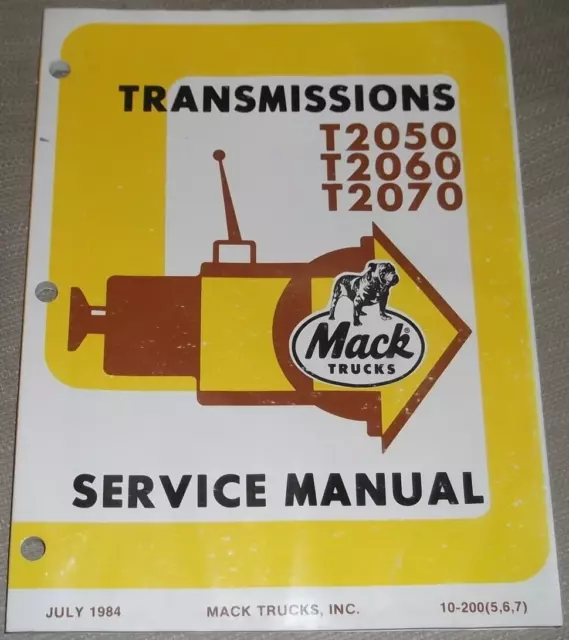 TRANSMISSIONS
T2050
T2060
T2070
Mack®
TRUCKS
SERVICE MANUAL
JULY 1984 MACK TRUCKS, INC. 10-200(5,6,7)